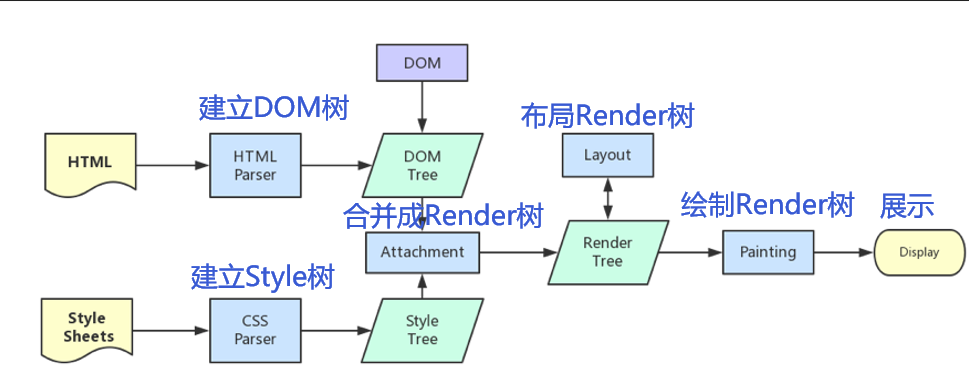 DOM
建立DOM树
布局Render树
HTML
HTML
Parser
DOM
Tree
Layout
合并成Render树
绘制Render树
展示
Attachment
Render
Tree
Painting
Display
建立Style树
Style
Sheets
CSS
Parser
Style
Tree